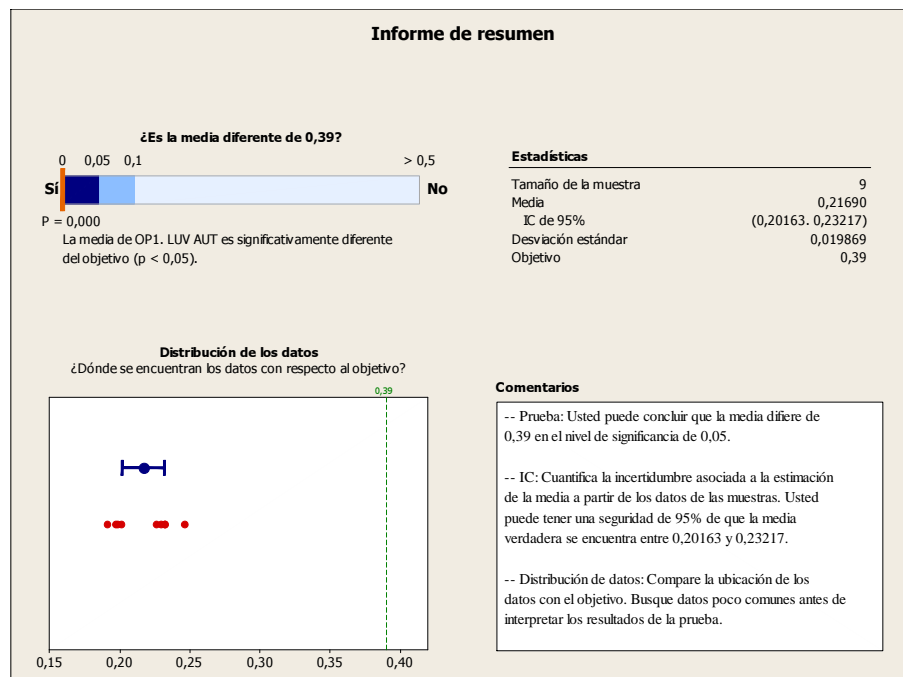 Informe de resumen
¿Es la media diferente de 0,39?
0 0,05 0,1 > 0,5
Sí No
P = 0,000
La media de OP1. LUV AUT es significativamente diferente
del objetivo (p < 0,05).
Estadísticas
Tamaño de la muestra 9
Media 0,21690
IC de 95% (0,20163. 0,23217)
Desviación estándar 0,019869
Objetivo 0,39
Distribución de los datos
¿Dónde se encuentran los datos con respecto al objetivo?
0,39
0,15 0,20 0,25 0,30 0,35 0,40
Comentarios
-- Prueba: Usted puede concluir que la media difiere de
0,39 en el nivel de significancia de 0,05.
-- IC: Cuantifica la incertidumbre asociada a la estimación
de la media a partir de los datos de las muestras. Usted
puede tener una seguridad de 95% de que la media
verdadera se encuentra entre 0,20163 y 0,23217.
-- Distribución de datos: Compare la ubicación de los
datos con el objetivo. Busque datos poco comunes antes de
interpretar los resultados de la prueba.